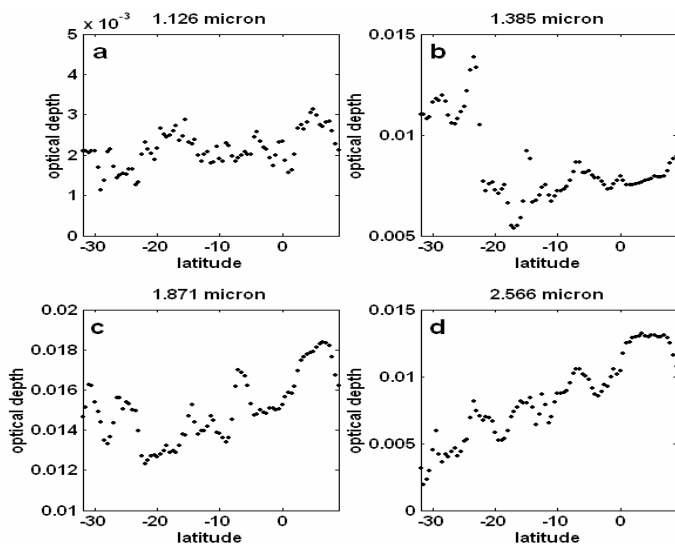 1.126 micron
x 10⁻³
a
5
4
3
2
1
0
optical depth
-30 -20 -10 0
latitude
1.385 micron
b
0.015
0.01
0.005
optical depth
-30 -20 -10 0
latitude
1.871 micron
c
0.02
0.018
0.016
0.014
0.012
0.01
optical depth
-30 -20 -10 0
latitude
2.566 micron
d
0.015
0.01
0.005
0
optical depth
-30 -20 -10 0
latitude